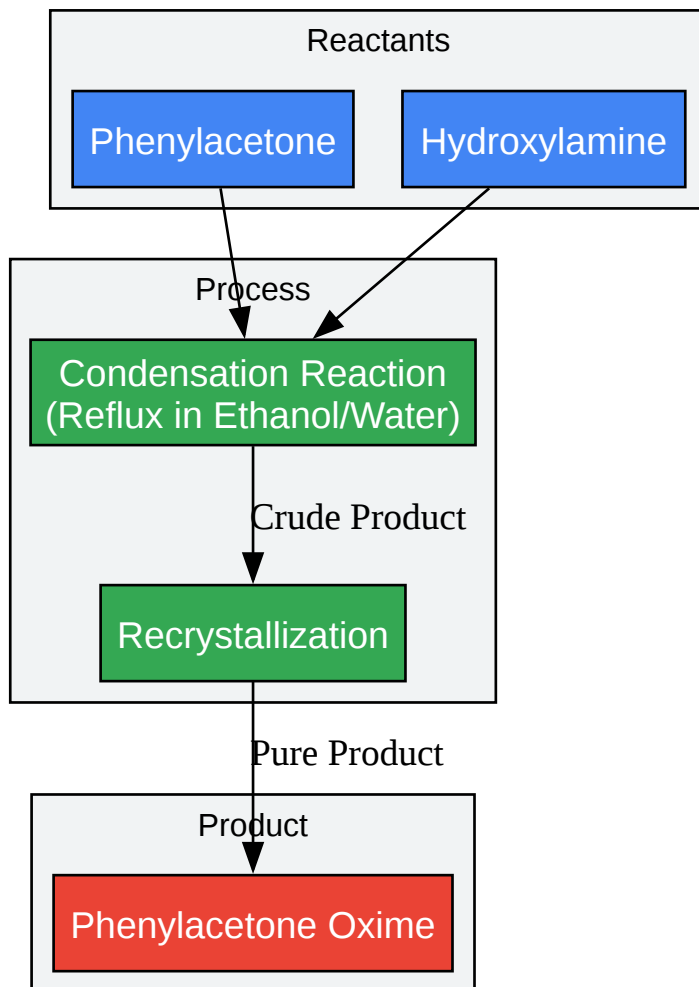 Reactants
Phenylacetone
Hydroxylamine
Process
Condensation Reaction
(Reflux in Ethanol/Water)
Crude Product
Recrystallization
Pure Product
Product
Phenylacetone Oxime